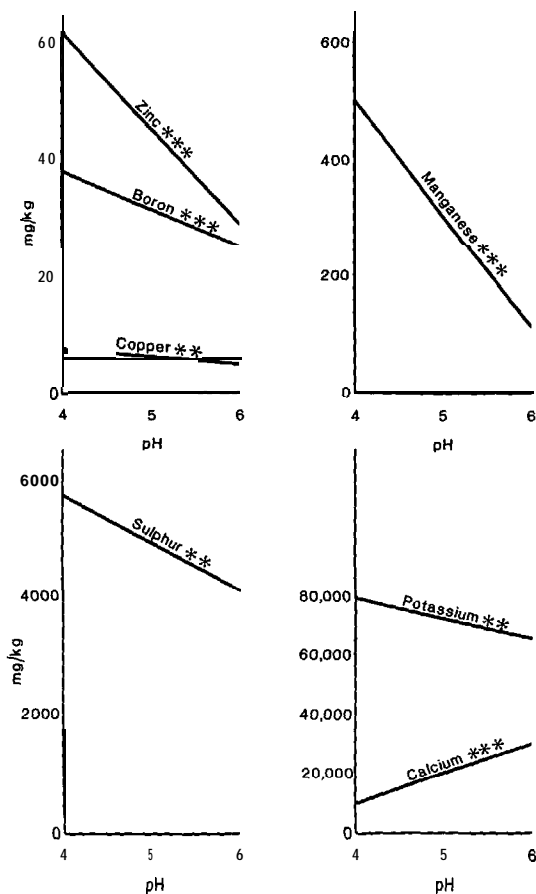 60
Zinc ***
40
Boron ***
mg/kg
20
Copper **
0
4 5 6
pH
600
400
Manganese ***
200
0
4 5 6
pH
6000
Sulphur **
4000
mg/kg
2000
0
4 5 6
pH
80,000
Potassium **
60,000
40,000
Calcium ***
20,000
0
4 5 6
pH